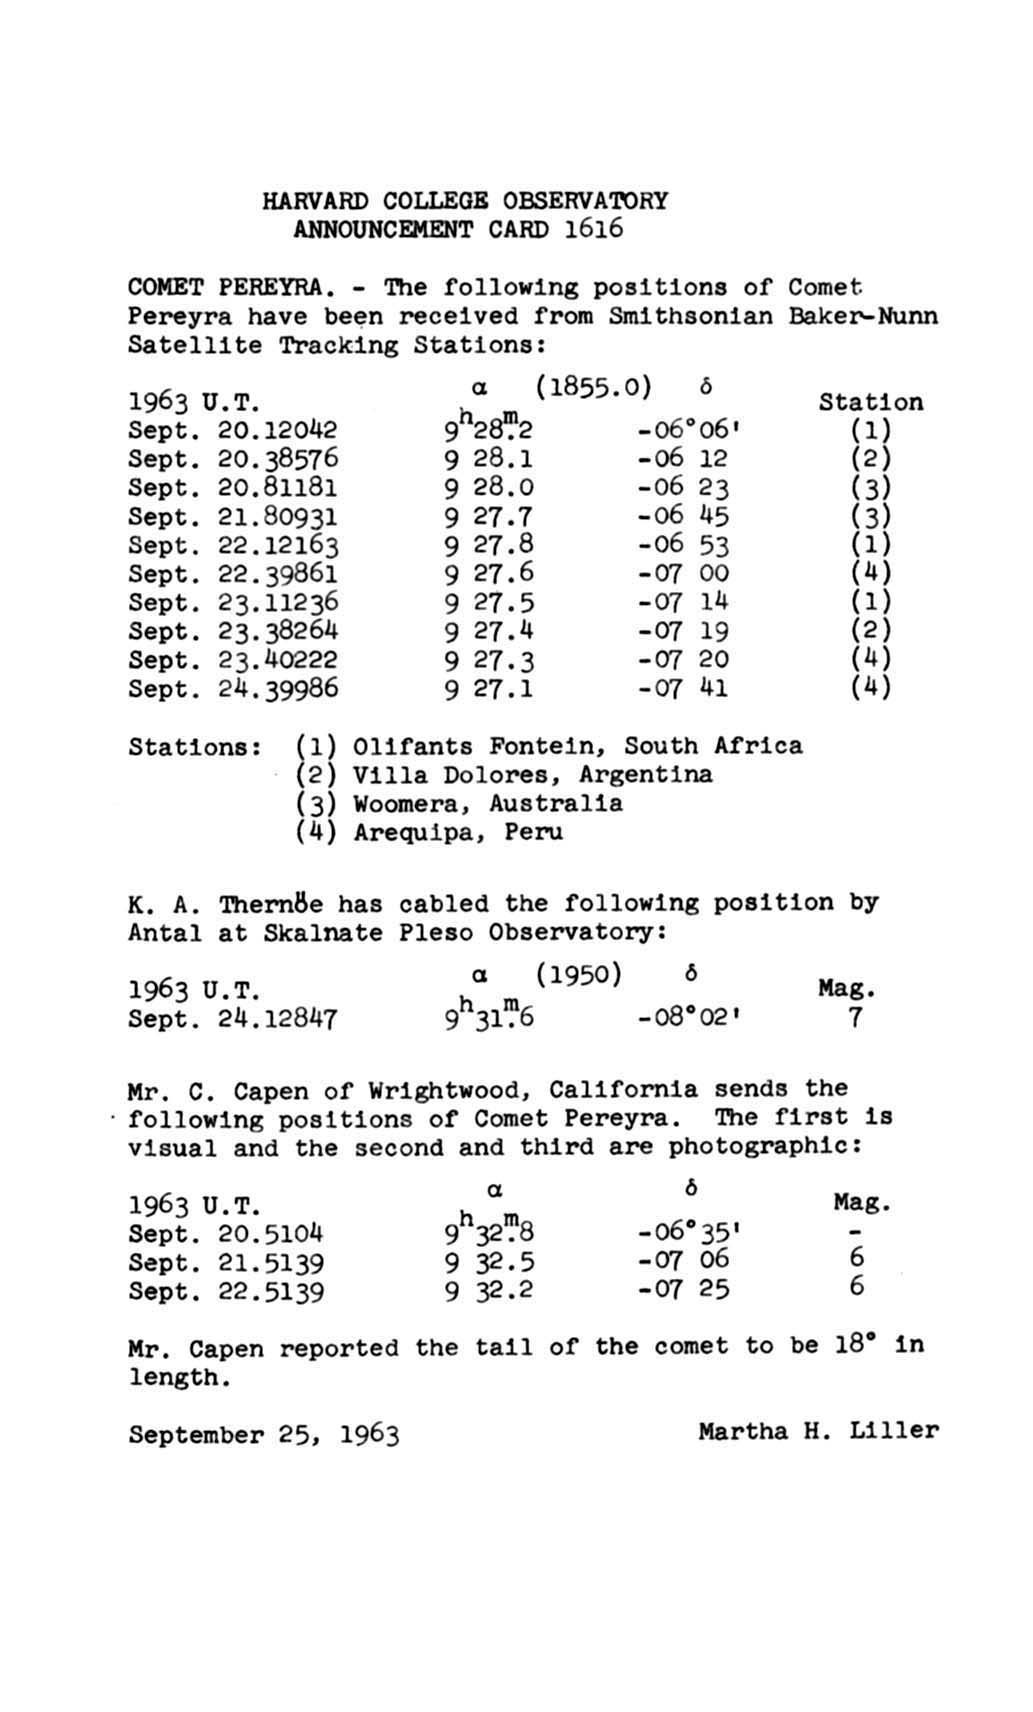 HARVARD COLLEGE OBSERVATORY
ANNOUNCEMENT CARD 1616
COMET PEREYRA. - The following positions of Comet
Pereyra have been received from Smithsonian Baker-Nunn
Satellite Tracking Stations:
1963 U.T. α (1855.0) δ Station
Sept. 20.12042 9ʰ28ᵐ.2 -06°06' (1)
Sept. 20.38576 9 28.1 -06 12 (2)
Sept. 20.81181 9 28.0 -06 23 (3)
Sept. 21.80931 9 27.7 -06 45 (3)
Sept. 22.12163 9 27.8 -06 53 (1)
Sept. 22.39861 9 27.6 -07 00 (4)
Sept. 23.11236 9 27.5 -07 14 (1)
Sept. 23.38264 9 27.4 -07 19 (2)
Sept. 23.40222 9 27.3 -07 20 (4)
Sept. 24.39986 9 27.1 -07 41 (4)
Stations: (1) Olifants Fontein, South Africa
(2) Villa Dolores, Argentina
(3) Woomera, Australia
(4) Arequipa, Peru
K. A. Thernöe has cabled the following position by
Antal at Skalnate Pleso Observatory:
1963 U.T. α (1950) δ Mag.
Sept. 24.12847 9ʰ31ᵐ.6 -08°02' 7
Mr. C. Capen of Wrightwood, California sends the
following positions of Comet Pereyra. The first is
visual and the second and third are photographic:
1963 U.T. α δ Mag.
Sept. 20.5104 9ʰ32ᵐ.8 -06°35' -
Sept. 21.5139 9 32.5 -07 06 6
Sept. 22.5139 9 32.2 -07 25 6
Mr. Capen reported the tail of the comet to be 18° in
length.
September 25, 1963 Martha H. Liller